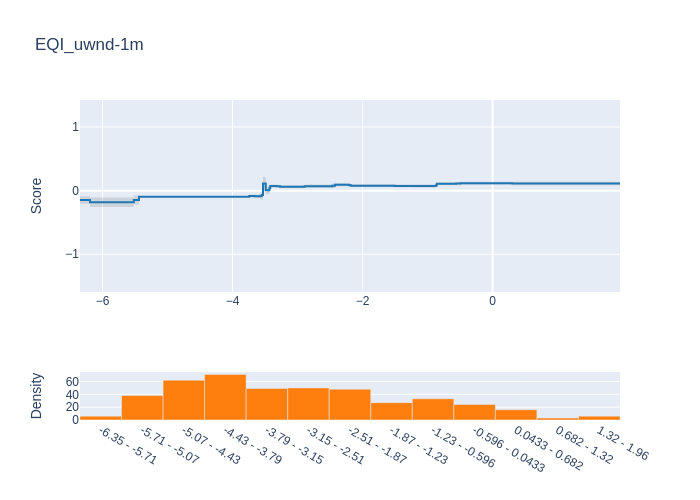 EQI_uwnd-1m
Score
1
0
−1
−6
−4
−2
0
Density
60
40
20
0
-6.35 - -5.71
-5.71 - -5.07
-5.07 - -4.43
-4.43 - -3.79
-3.79 - -3.15
-3.15 - -2.51
-2.51 - -1.87
-1.87 - -1.23
-1.23 - -0.596
-0.596 - 0.0433
0.0433 - 0.682
0.682 - 1.32
1.32 - 1.96